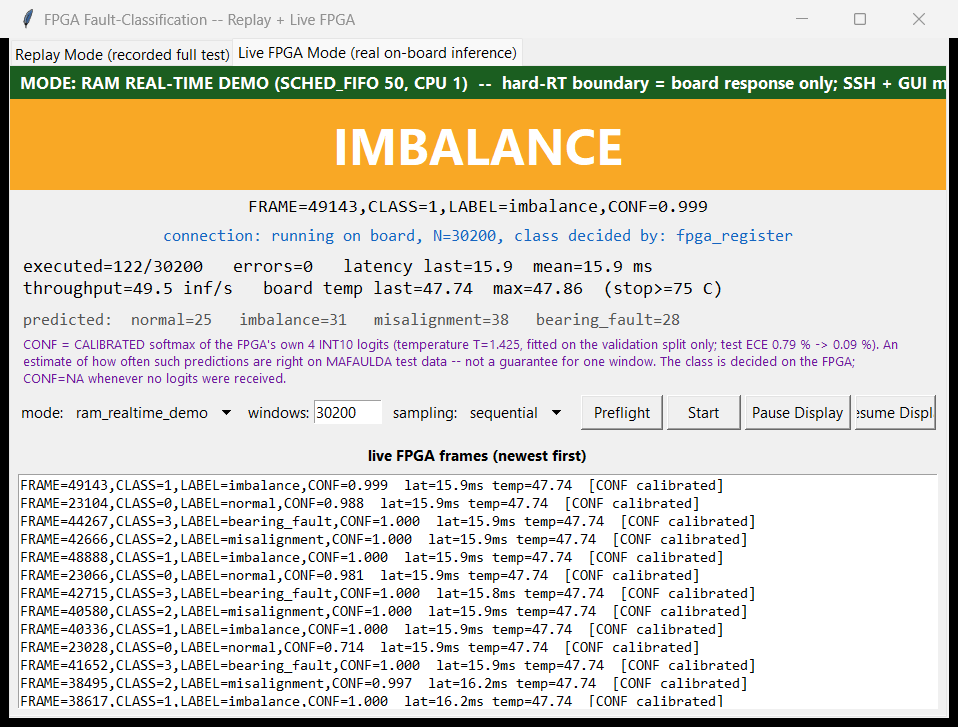 FPGA Fault-Classification -- Replay + Live FPGA
Replay Mode (recorded full test) Live FPGA Mode (real on-board inference)
MODE: RAM REAL-TIME DEMO (SCHED_FIFO 50, CPU 1) -- hard-RT boundary = board response only; SSH + GUI m
IMBALANCE
FRAME=49143,CLASS=1,LABEL=imbalance,CONF=0.999
connection: running on board, N=30200, class decided by: fpga_register
executed=122/30200 errors=0 latency last=15.9 mean=15.9 ms
throughput=49.5 inf/s board temp last=47.74 max=47.86 (stop>=75 C)
predicted: normal=25 imbalance=31 misalignment=38 bearing_fault=28
CONF = CALIBRATED softmax of the FPGA's own 4 INT10 logits (temperature T=1.425, fitted on the validation split only; test ECE 0.79 % -> 0.09 %). An
estimate of how often such predictions are right on MAFAULDA test data -- not a guarantee for one window. The class is decided on the FPGA;
CONF=NA whenever no logits were received.
mode: ram_realtime_demo windows: 30200 sampling: sequential Preflight Start Pause Display esume Displ
live FPGA frames (newest first)
FRAME=49143,CLASS=1,LABEL=imbalance,CONF=0.999 lat=15.9ms temp=47.74 [CONF calibrated]
FRAME=23104,CLASS=0,LABEL=normal,CONF=0.988 lat=15.9ms temp=47.74 [CONF calibrated]
FRAME=44267,CLASS=3,LABEL=bearing_fault,CONF=1.000 lat=15.9ms temp=47.74 [CONF calibrated]
FRAME=42666,CLASS=2,LABEL=misalignment,CONF=1.000 lat=15.9ms temp=47.74 [CONF calibrated]
FRAME=48888,CLASS=1,LABEL=imbalance,CONF=1.000 lat=15.9ms temp=47.74 [CONF calibrated]
FRAME=23066,CLASS=0,LABEL=normal,CONF=0.981 lat=15.9ms temp=47.74 [CONF calibrated]
FRAME=42715,CLASS=3,LABEL=bearing_fault,CONF=1.000 lat=15.8ms temp=47.74 [CONF calibrated]
FRAME=40580,CLASS=2,LABEL=misalignment,CONF=1.000 lat=15.9ms temp=47.74 [CONF calibrated]
FRAME=40336,CLASS=1,LABEL=imbalance,CONF=1.000 lat=15.9ms temp=47.74 [CONF calibrated]
FRAME=23028,CLASS=0,LABEL=normal,CONF=0.714 lat=15.9ms temp=47.74 [CONF calibrated]
FRAME=41652,CLASS=3,LABEL=bearing_fault,CONF=1.000 lat=15.9ms temp=47.74 [CONF calibrated]
FRAME=38495,CLASS=2,LABEL=misalignment,CONF=0.997 lat=16.2ms temp=47.74 [CONF calibrated]
FRAME=38617,CLASS=1,LABEL=imbalance,CONF=1.000 lat=16.2ms temp=47.74 [CONF calibrated]